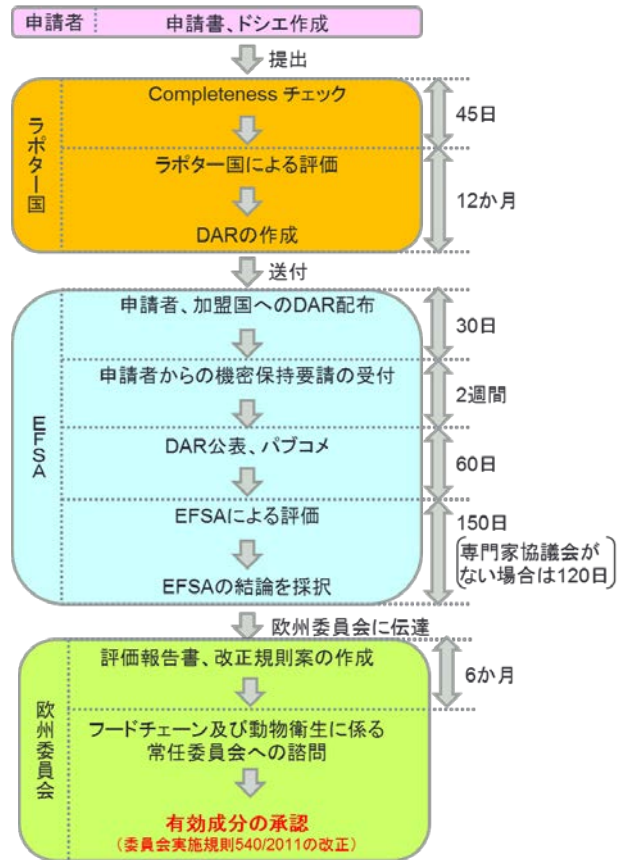 申請者 申請書、ドシエ作成
提出
ラポター国
Completeness チェック
45日
ラポター国による評価
12か月
DARの作成
送付
EFSA
申請者、加盟国へのDAR配布
30日
申請者からの機密保持要請の受付
2週間
DAR公表、パブコメ
60日
EFSAによる評価
150日
専門家協議会が
ない場合は120日
EFSAの結論を採択
欧州委員会に伝達
欧州委員会
評価報告書、改正規則案の作成
6か月
フードチェーン及び動物衛生に係る
常任委員会への諮問
有効成分の承認
(委員会実施規則540/2011の改正)